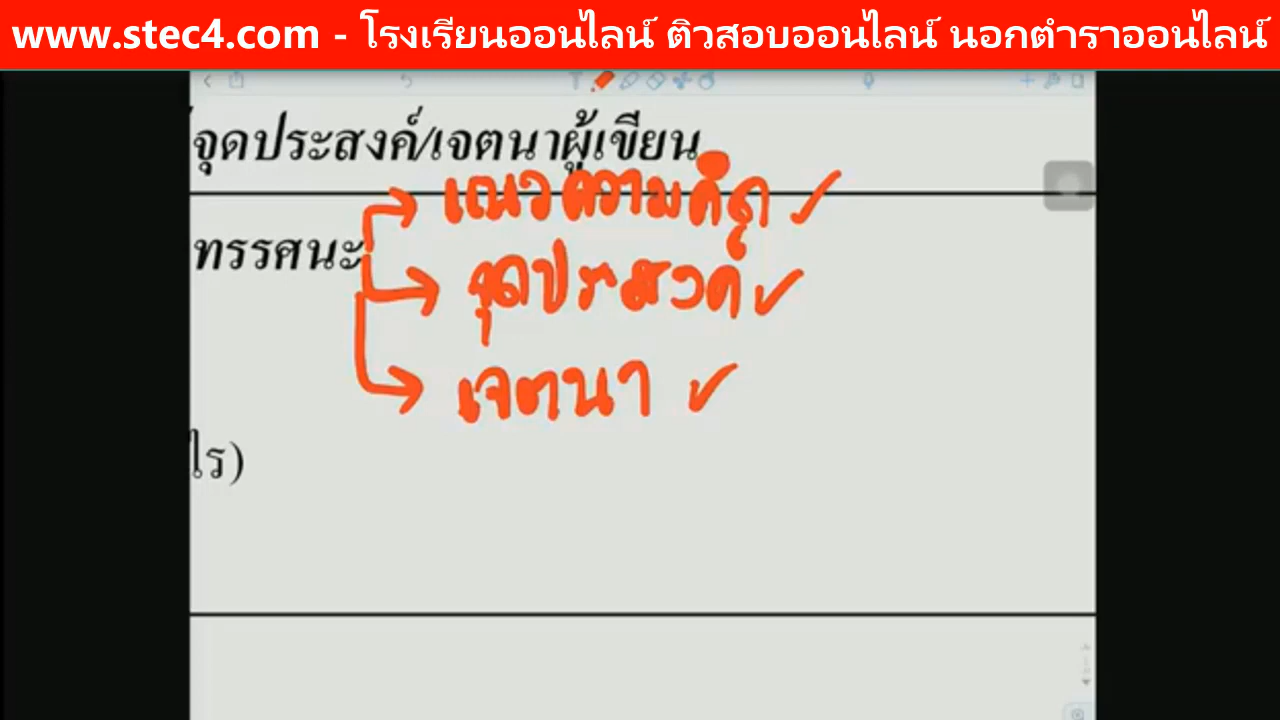 www.stec4.com - โรงเรียนออนไลน์ ติวสอบออนไลน์ นอกตำราออนไลน์
จุดประสงค์/เจตนาผู้เขียน
แนวความคิด
ทรรศนะ
จุดประสงค์
เจตนา
ไร)